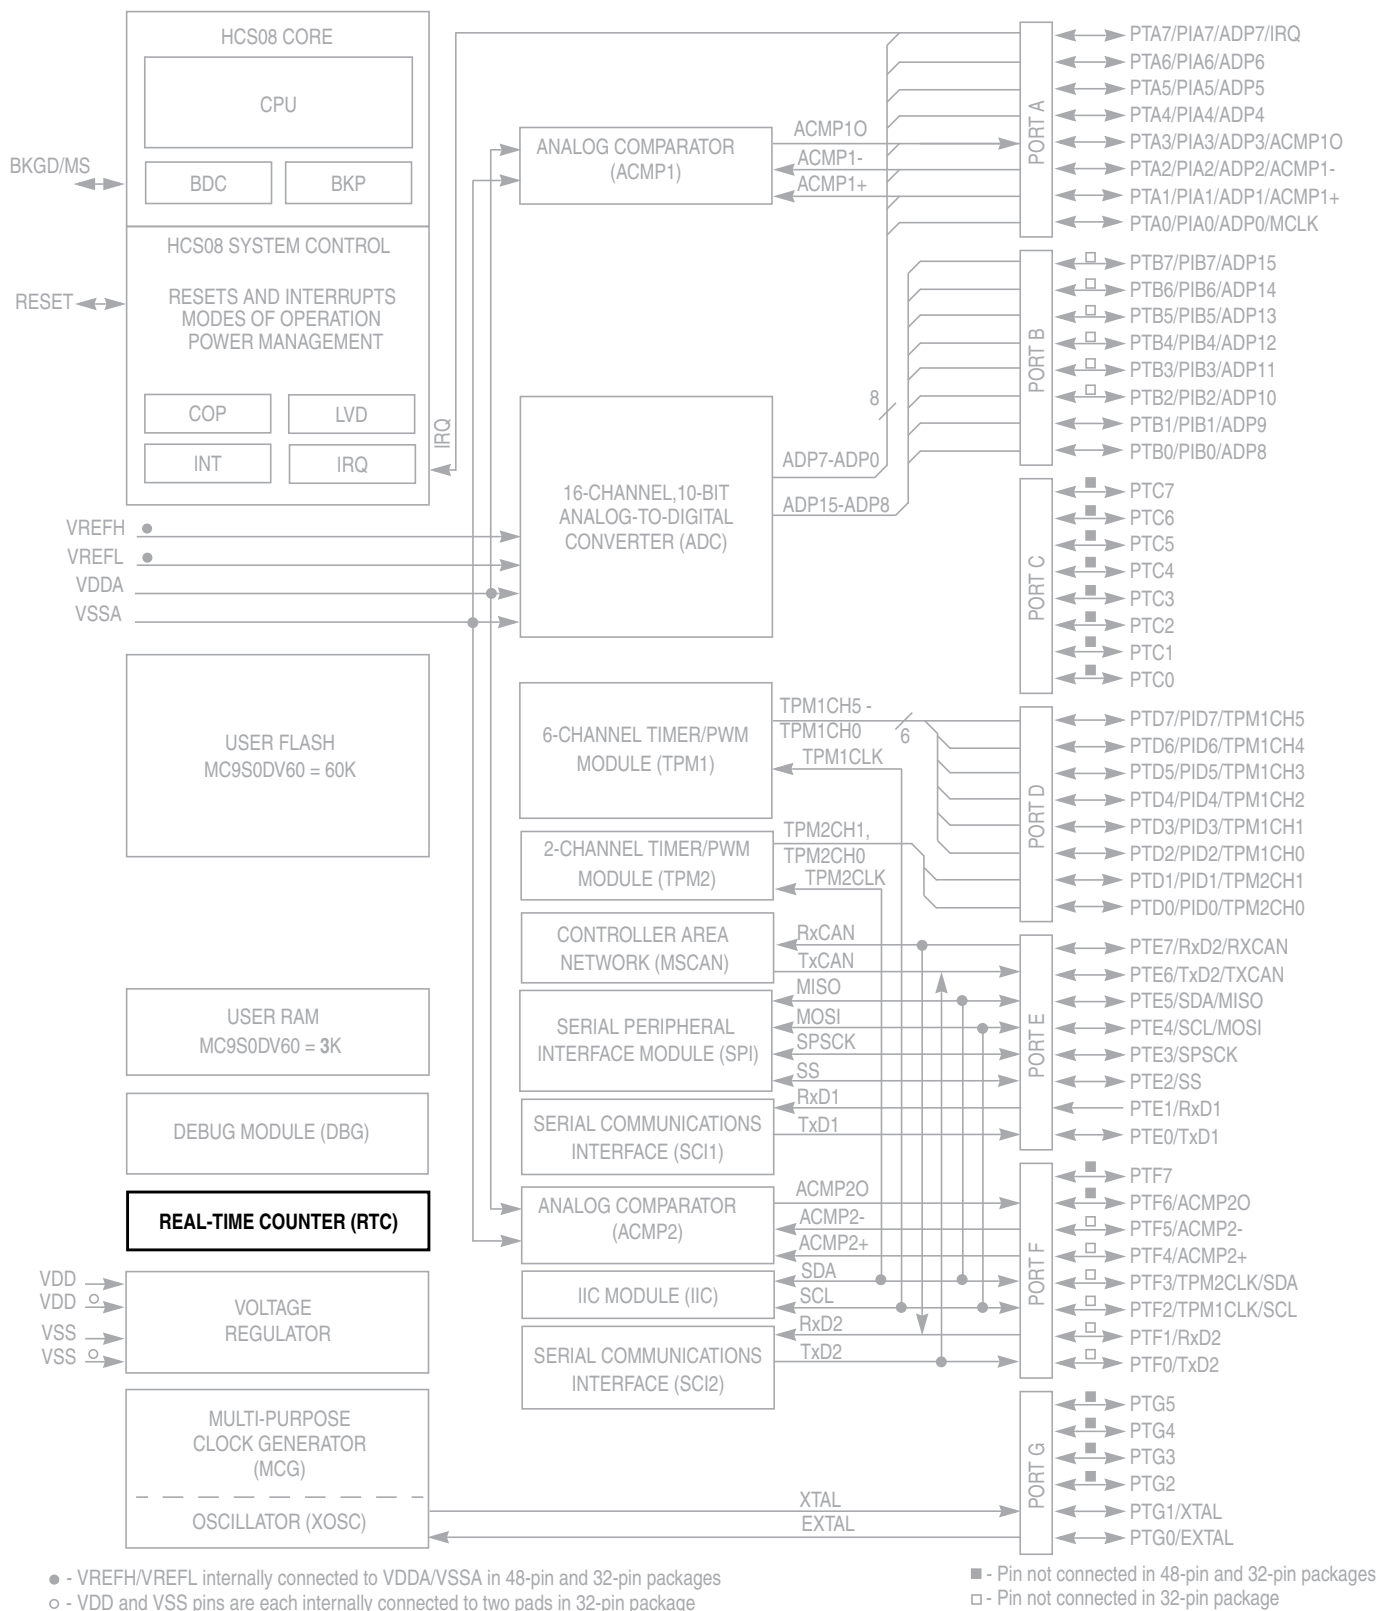 HCS08 CORE
CPU
BDC
BKP
BKGD/MS
HCS08 SYSTEM CONTROL
RESETS AND INTERRUPTS
MODES OF OPERATION
POWER MANAGEMENT
RESET
COP
LVD
INT
IRQ
IRQ
VREFH
VREFL
VDDA
VSSA
USER FLASH
MC9S0DV60 = 60K
USER RAM
MC9S0DV60 = 3K
DEBUG MODULE (DBG)
REAL-TIME COUNTER (RTC)
VDD
VDD
VSS
VSS
VOLTAGE
REGULATOR
MULTI-PURPOSE
CLOCK GENERATOR
(MCG)
OSCILLATOR (XOSC)
ANALOG COMPARATOR
(ACMP1)
ACMP1O
ACMP1-
ACMP1+
16-CHANNEL,10-BIT
ANALOG-TO-DIGITAL
CONVERTER (ADC)
8
ADP7-ADP0
ADP15-ADP8
6-CHANNEL TIMER/PWM
MODULE (TPM1)
TPM1CH5 -
TPM1CH0
6
TPM1CLK
2-CHANNEL TIMER/PWM
MODULE (TPM2)
TPM2CH1,
TPM2CH0
TPM2CLK
CONTROLLER AREA
NETWORK (MSCAN)
RxCAN
TxCAN
SERIAL PERIPHERAL
INTERFACE MODULE (SPI)
MISO
MOSI
SPSCK
SS
SERIAL COMMUNICATIONS
INTERFACE (SCI1)
RxD1
TxD1
ANALOG COMPARATOR
(ACMP2)
ACMP2O
ACMP2-
ACMP2+
IIC MODULE (IIC)
SDA
SCL
SERIAL COMMUNICATIONS
INTERFACE (SCI2)
RxD2
TxD2
XTAL
EXTAL
PORT A
PTA7/PIA7/ADP7/IRQ
PTA6/PIA6/ADP6
PTA5/PIA5/ADP5
PTA4/PIA4/ADP4
PTA3/PIA3/ADP3/ACMP1O
PTA2/PIA2/ADP2/ACMP1-
PTA1/PIA1/ADP1/ACMP1+
PTA0/PIA0/ADP0/MCLK
PORT B
PTB7/PIB7/ADP15
PTB6/PIB6/ADP14
PTB5/PIB5/ADP13
PTB4/PIB4/ADP12
PTB3/PIB3/ADP11
PTB2/PIB2/ADP10
PTB1/PIB1/ADP9
PTB0/PIB0/ADP8
PORT C
PTC7
PTC6
PTC5
PTC4
PTC3
PTC2
PTC1
PTC0
PORT D
PTD7/PID7/TPM1CH5
PTD6/PID6/TPM1CH4
PTD5/PID5/TPM1CH3
PTD4/PID4/TPM1CH2
PTD3/PID3/TPM1CH1
PTD2/PID2/TPM1CH0
PTD1/PID1/TPM2CH1
PTD0/PID0/TPM2CH0
PORT E
PTE7/RxD2/RXCAN
PTE6/TxD2/TXCAN
PTE5/SDA/MISO
PTE4/SCL/MOSI
PTE3/SPSCK
PTE2/SS
PTE1/RxD1
PTE0/TxD1
PORT F
PTF7
PTF6/ACMP2O
PTF5/ACMP2-
PTF4/ACMP2+
PTF3/TPM2CLK/SDA
PTF2/TPM1CLK/SCL
PTF1/RxD2
PTF0/TxD2
PORT G
PTG5
PTG4
PTG3
PTG2
PTG1/XTAL
PTG0/EXTAL
● - VREFH/VREFL internally connected to VDDA/VSSA in 48-pin and 32-pin packages
○ - VDD and VSS pins are each internally connected to two pads in 32-pin package
■ - Pin not connected in 48-pin and 32-pin packages
□ - Pin not connected in 32-pin package